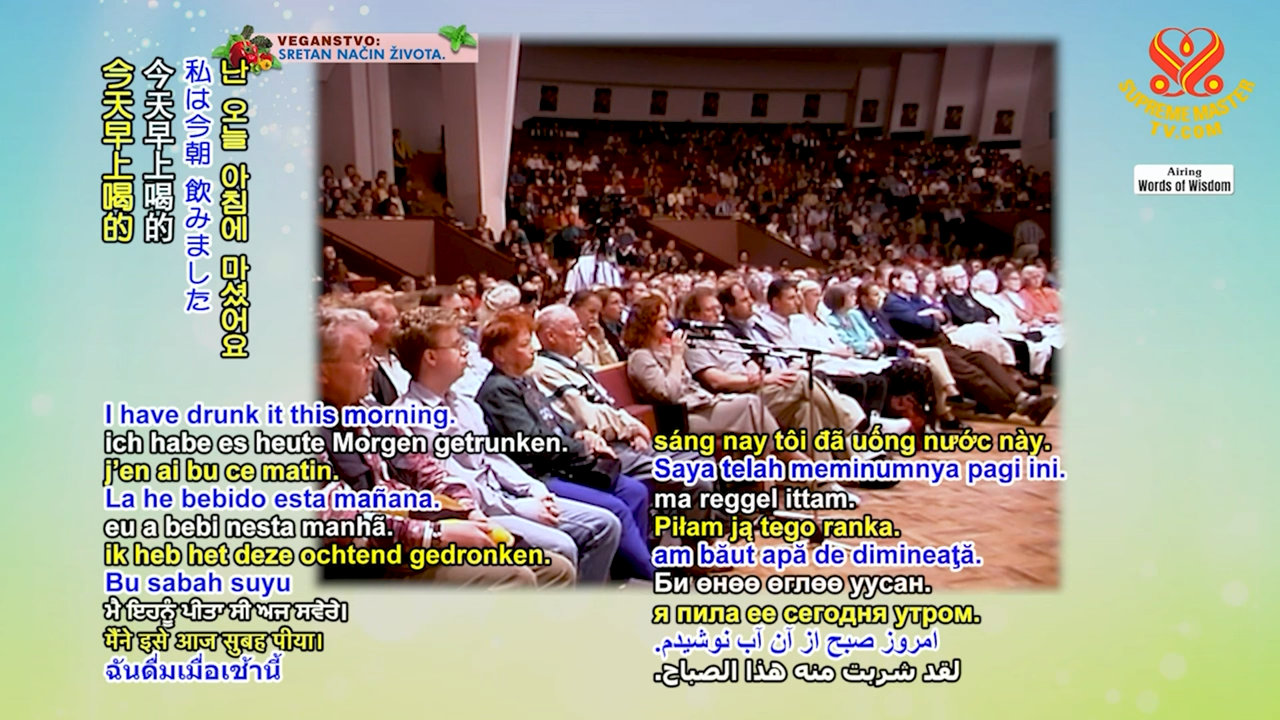 VEGANSTVO:
SRETAN NAČIN ŽIVOTA.
SUPREME MASTER
TV.COM
Airing
Words of Wisdom
난 오늘 아침에 마셨어요
私は今朝 飲みました
今天早上喝的
今天早上喝的
I have drunk it this morning.
ich habe es heute Morgen getrunken.
j'en ai bu ce matin.
La he bebido esta mañana.
eu a bebi nesta manhã.
ik heb het deze ochtend gedronken.
Bu sabah suyu
ਮੈ ਇਹਨੂੰ ਪੀਤਾ ਸੀ ਅਜ ਸਵੇਰੇ।
मैंने इसे आज सुबह पीया।
ฉันดื่มเมื่อเช้านี้
sáng nay tôi đã uống nước này.
Saya telah meminumnya pagi ini.
ma reggel ittam.
Piłam ją tego ranka.
am băut apă de dimineaţă.
Би өнөө өглөө уусан.
я пила ее сегодня утром.
امروز صبح از آن آب نوشیدم.
لقد شربت منه هذا الصباح.